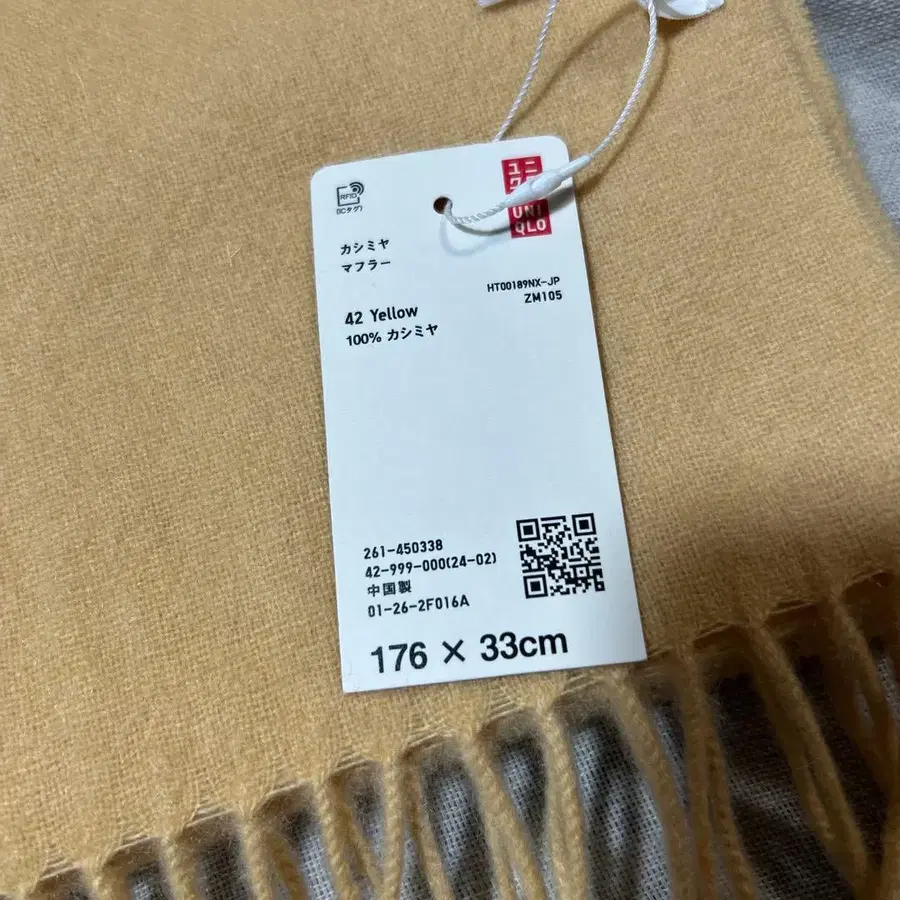 RFID
(ICタグ)
ユニ
ク
UNI
QLO
カシミヤ
マフラー
HT00189NX-JP
ZM105
42 Yellow
100% カシミヤ
261-450338
42-999-000(24-02)
中国製
01-26-2F016A
176 × 33cm